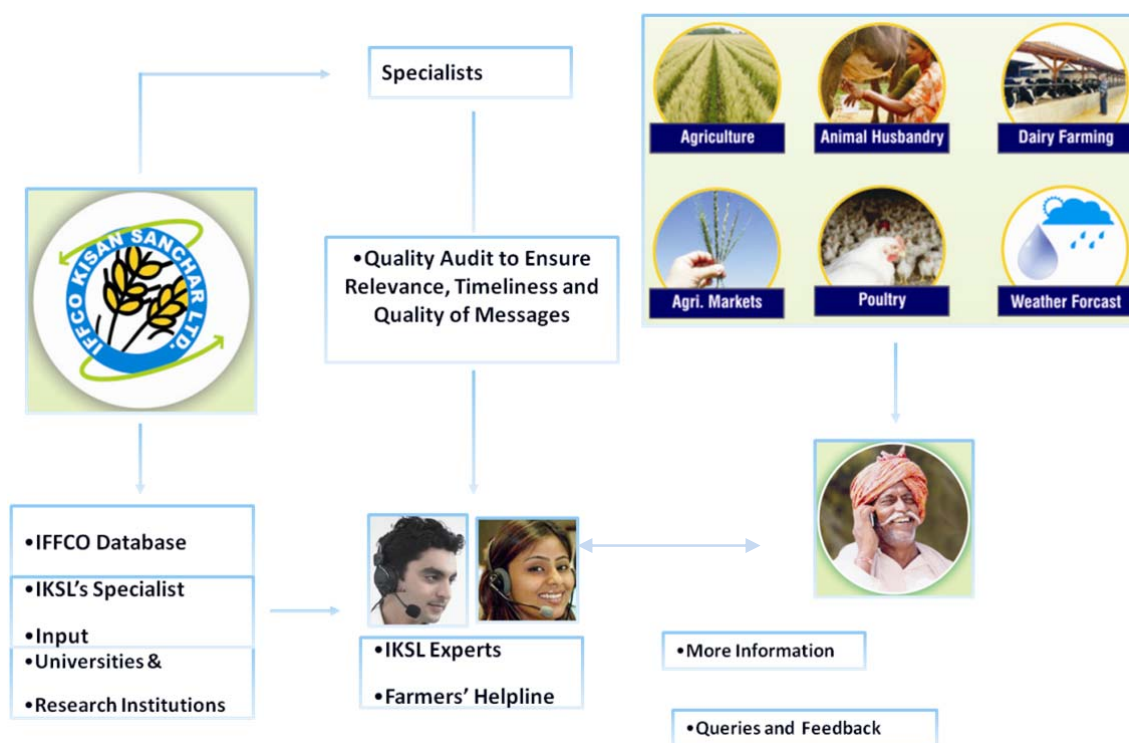 Specialists
Agriculture
Animal Husbandry
Dairy Farming
IFFCO KISAN SANCHAR LTD.
•Quality Audit to Ensure
Relevance, Timeliness and
Quality of Messages
Agri. Markets
Poultry
Weather Forcast
•IFFCO Database
•IKSL’s Specialist
•Input
•Universities &
Research Institutions
•IKSL Experts
•Farmers’ Helpline
•More Information
•Queries and Feedback